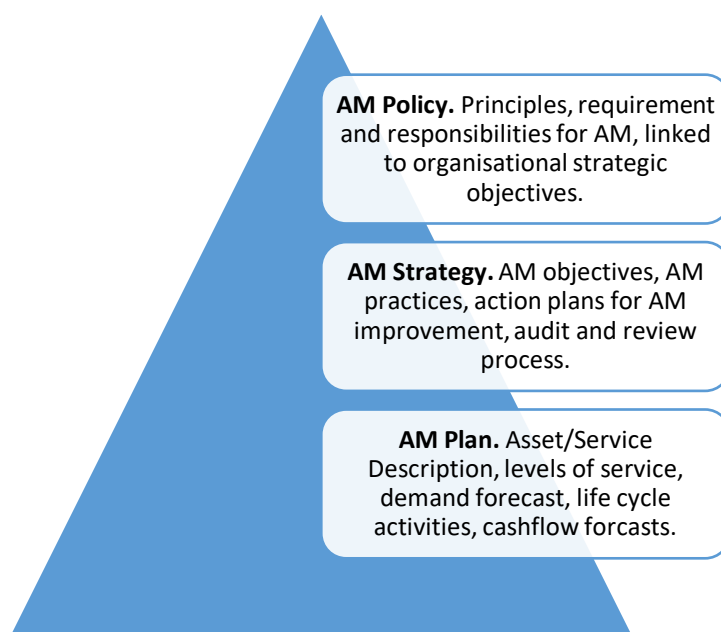 AM Policy. Principles, requirement
and responsibilities for AM, linked
to organisational strategic
objectives.
AM Strategy. AM objectives, AM
practices, action plans for AM
improvement, audit and review
process.
AM Plan. Asset/Service
Description, levels of service,
demand forecast, life cycle
activities, cashflow forcasts.